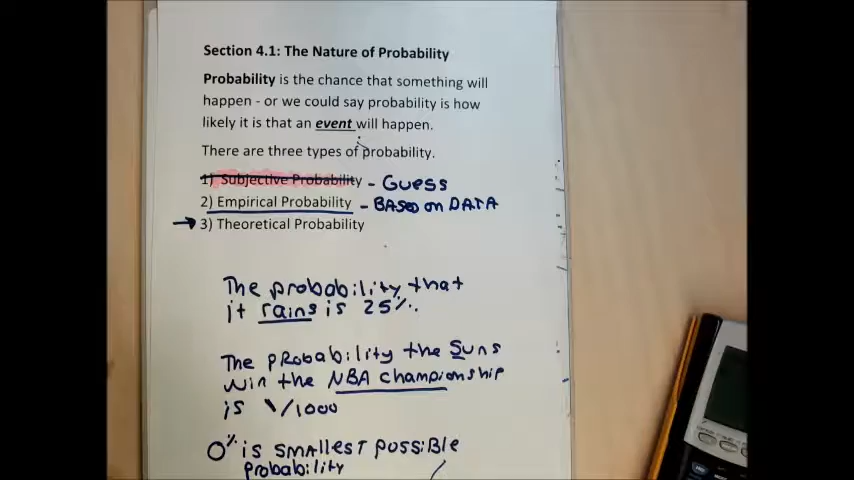 Section 4.1: The Nature of Probability
Probability is the chance that something will
happen - or we could say probability is how
likely it is that an event will happen.
There are three types of probability.
1) Subjective Probability - Guess
2) Empirical Probability - BASED on DATA
3) Theoretical Probability
The probability that
it rains is 25%.
The PRobability the Suns
win the NBA championship
is 1/1000
0% is SMALLEST possiBle
probability